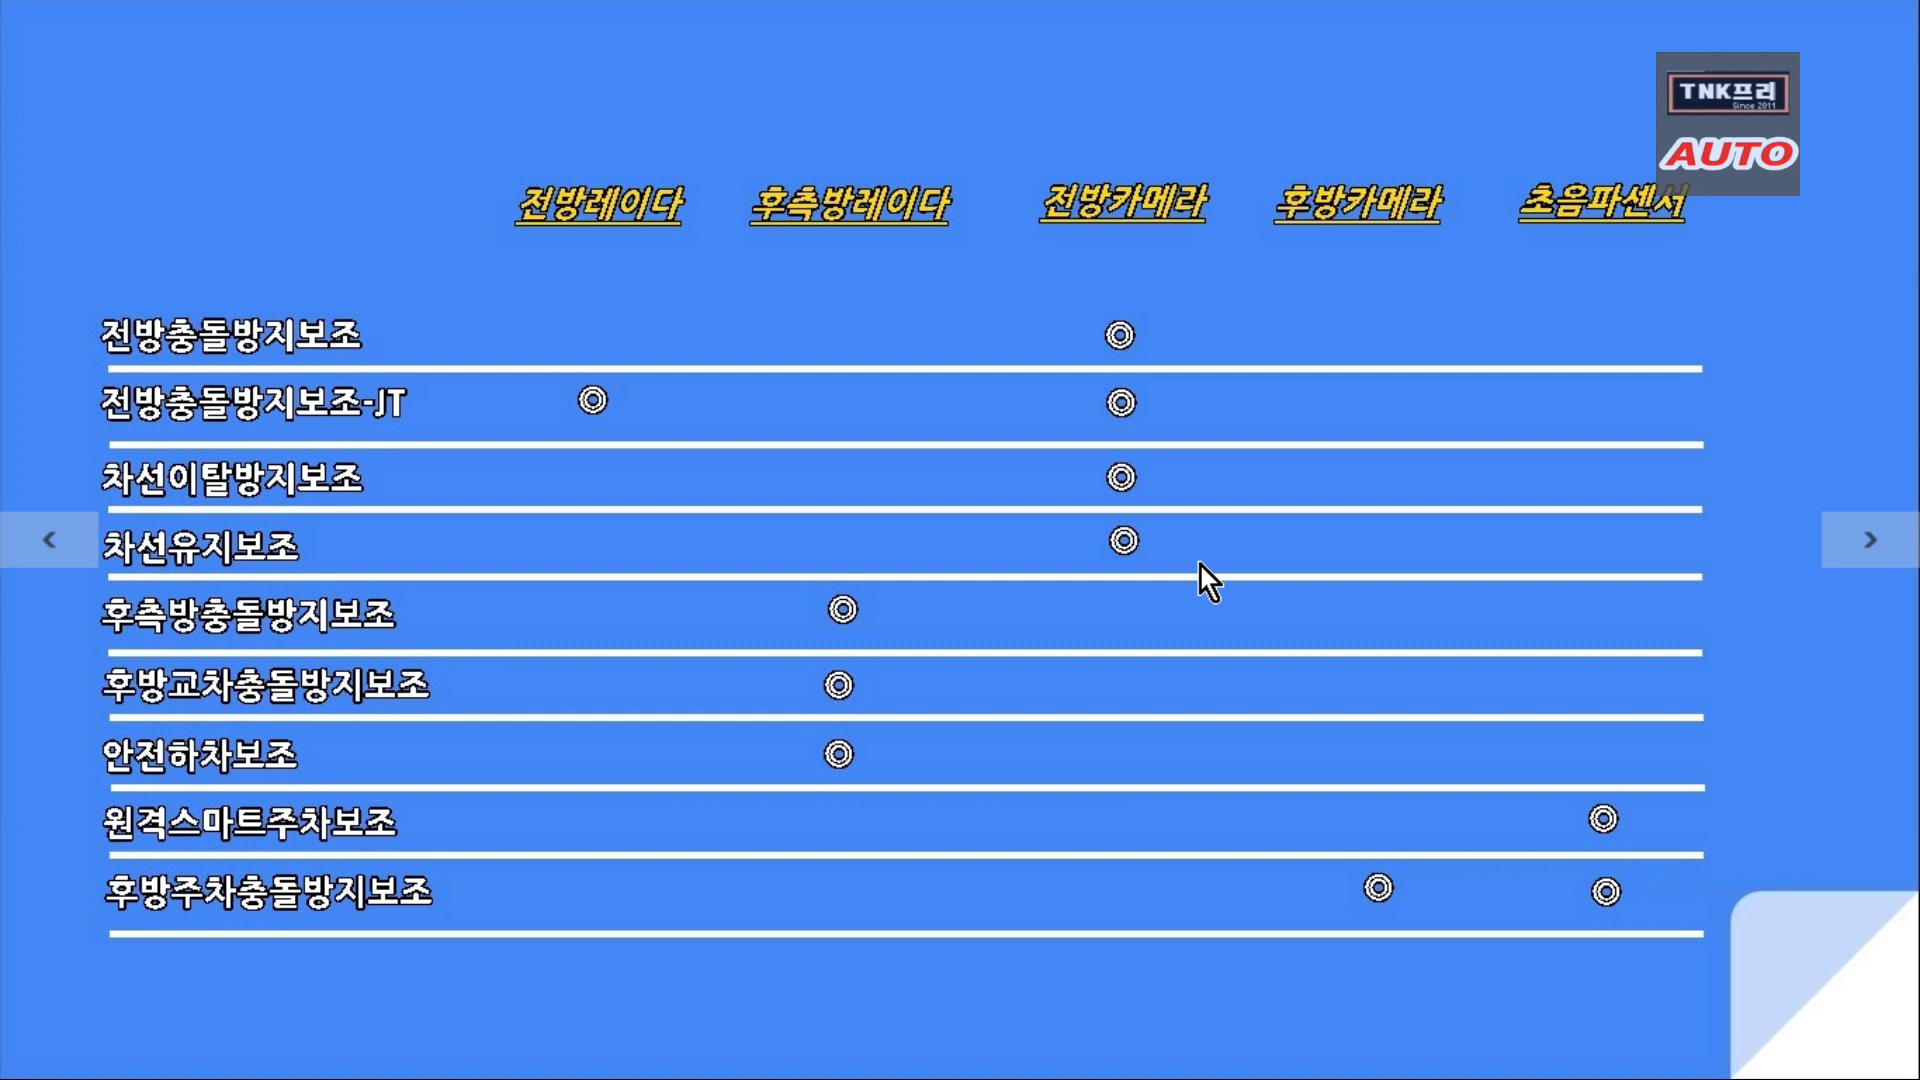 TNK프리
Since 2011
AUTO
전방레이다 후측방레이다 전방카메라 후방카메라 초음파센서
전방충돌방지보조 ◎
전방충돌방지보조-JT ◎ ◎
차선이탈방지보조 ◎
차선유지보조 ◎
후측방충돌방지보조 ◎
후방교차충돌방지보조 ◎
안전하차보조 ◎
원격스마트주차보조 ◎
후방주차충돌방지보조 ◎ ◎